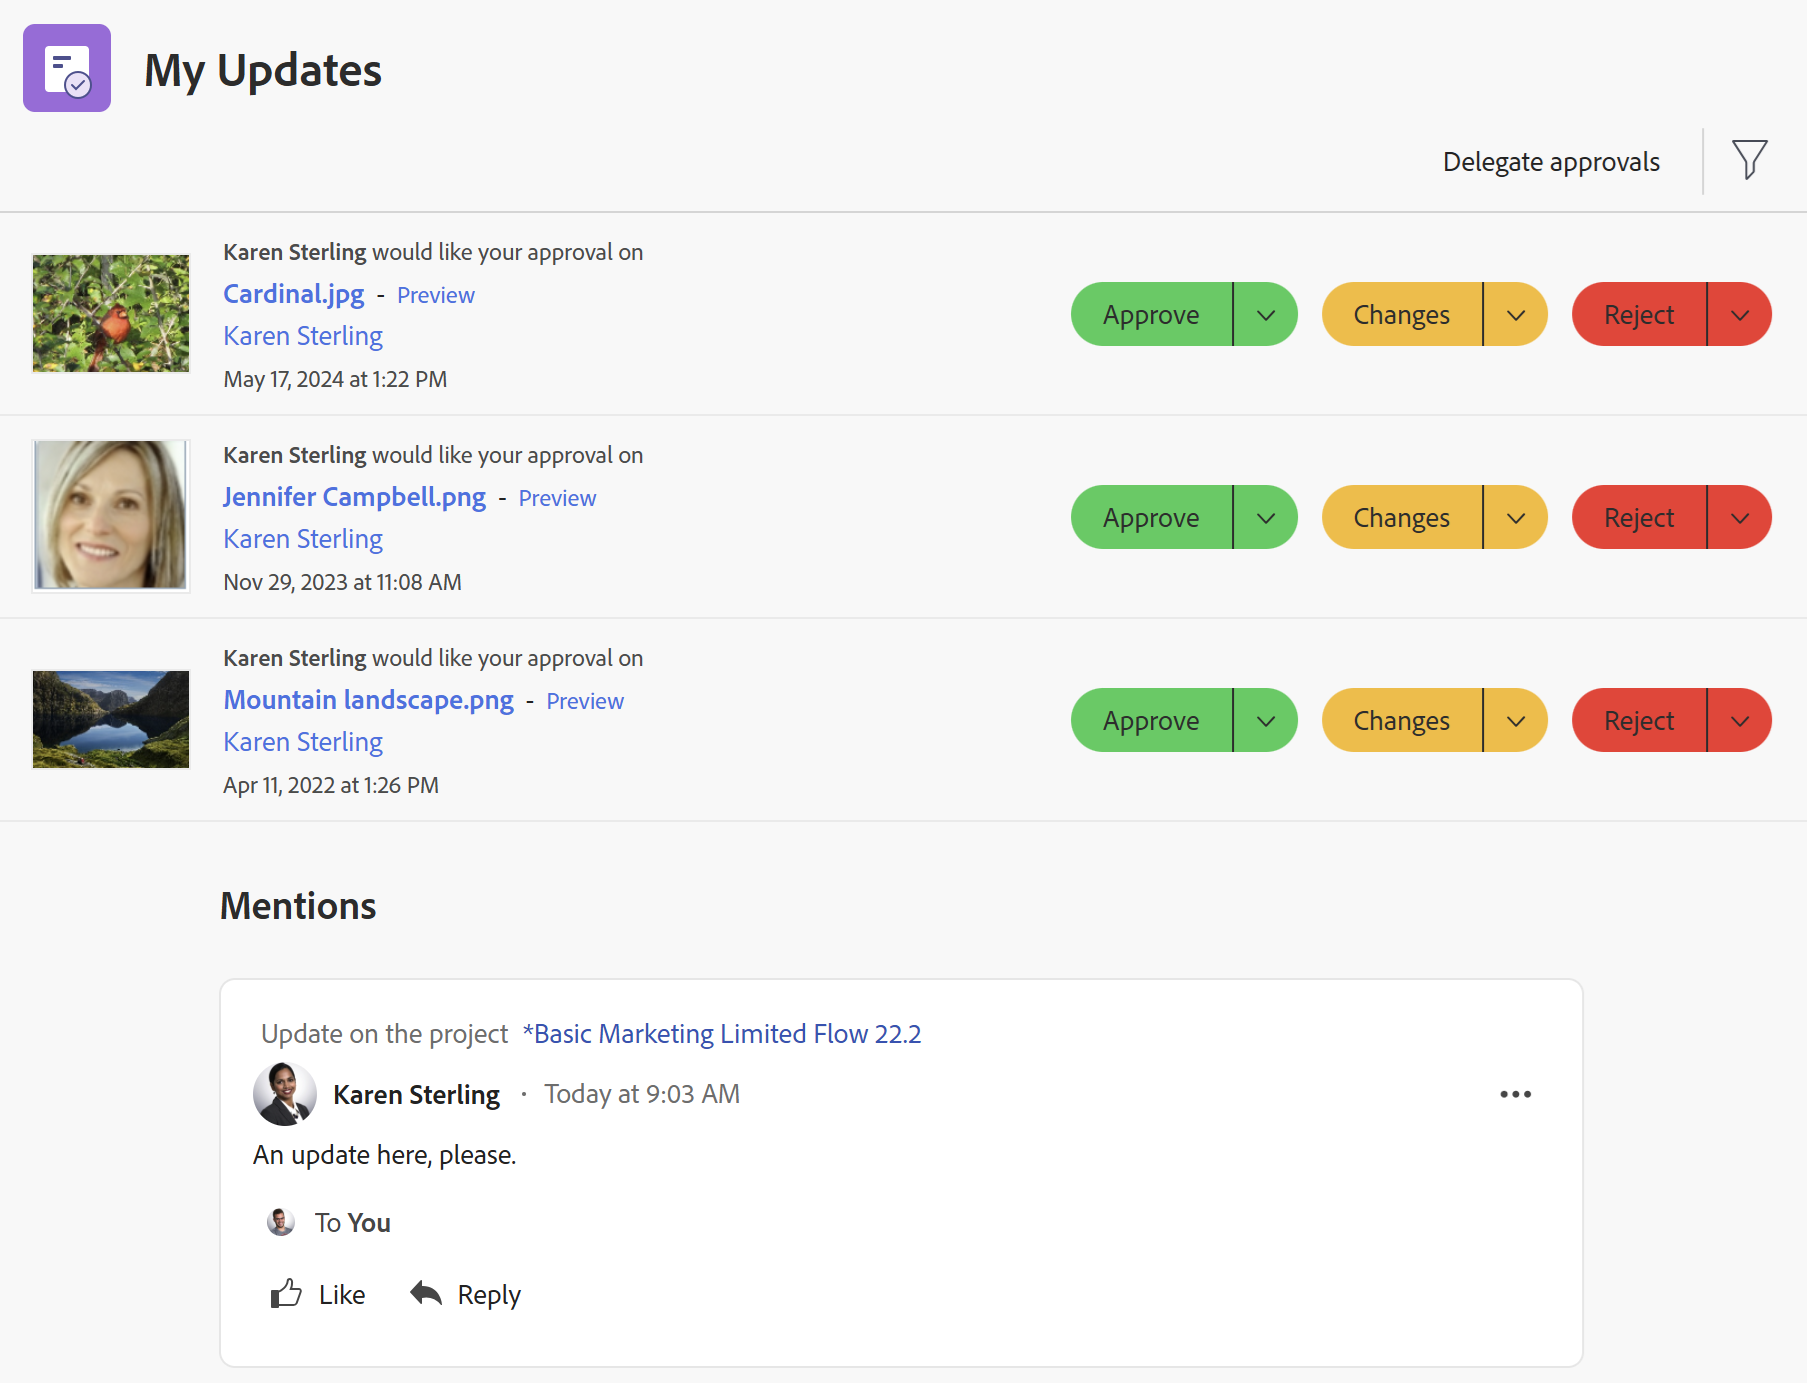 My Updates
Delegate approvals
Karen Sterling would like your approval on
Cardinal.jpg - Preview
Karen Sterling
May 17, 2024 at 1:22 PM
Approve
Changes
Reject
Karen Sterling would like your approval on
Jennifer Campbell.png - Preview
Karen Sterling
Nov 29, 2023 at 11:08 AM
Approve
Changes
Reject
Karen Sterling would like your approval on
Mountain landscape.png - Preview
Karen Sterling
Apr 11, 2022 at 1:26 PM
Approve
Changes
Reject
Mentions
Update on the project *Basic Marketing Limited Flow 22.2
Karen Sterling · Today at 9:03 AM
An update here, please.
To You
Like
Reply